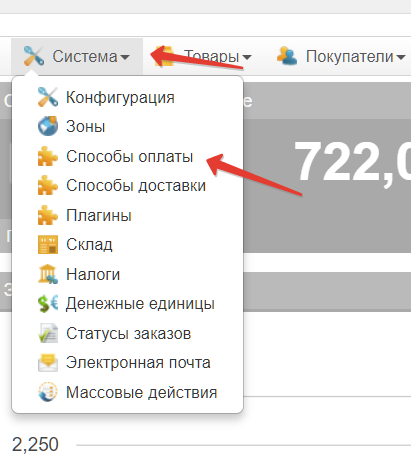 Система Товары Покупатели
Конфигурация
Зоны
Способы оплаты
722,0
Способы доставки
Плагины
Склад
Налоги
Денежные единицы
Статусы заказов
Электронная почта
Массовые действия
2,250